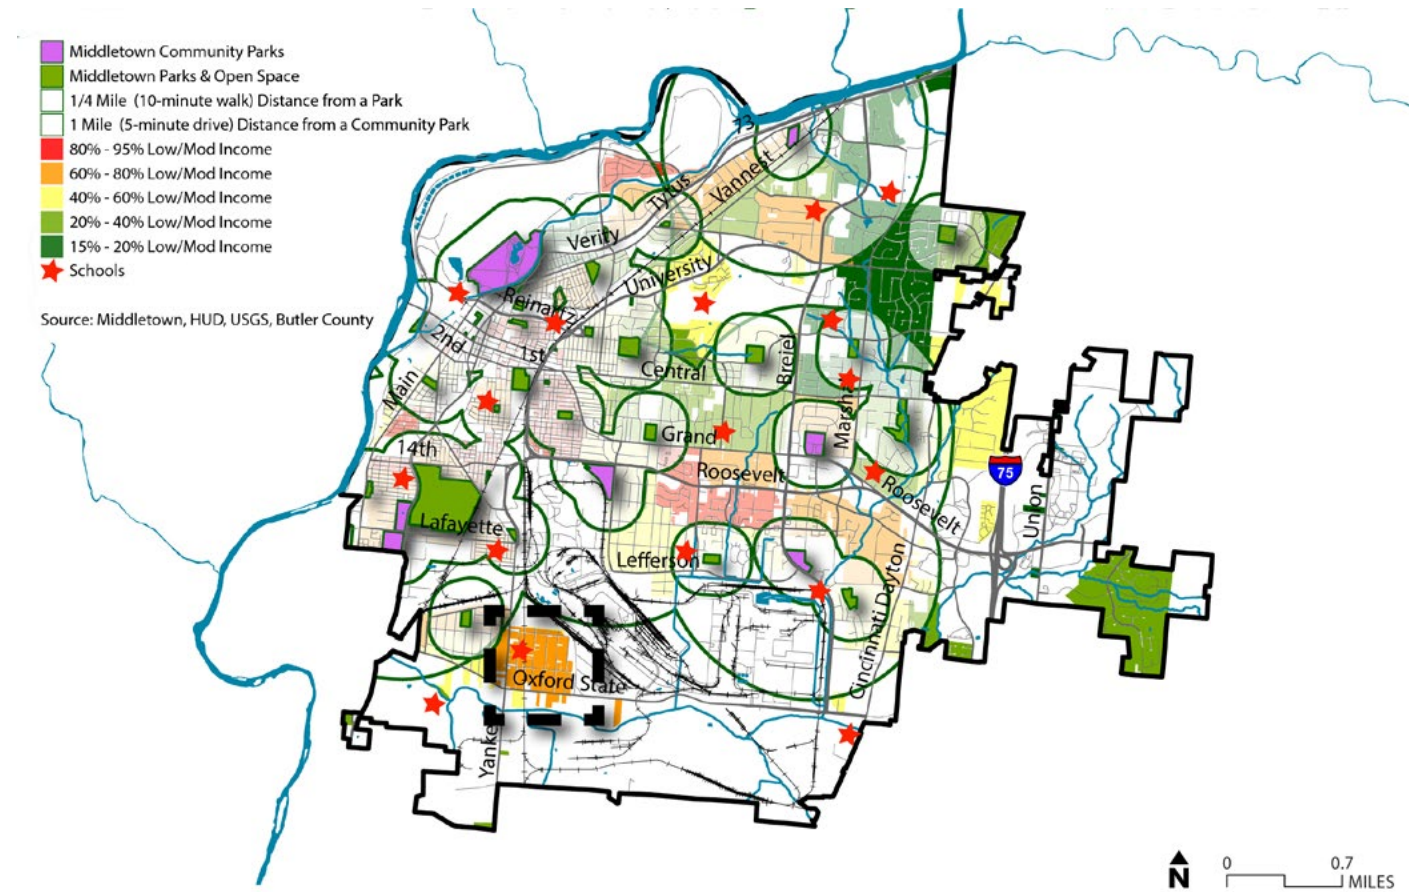 Middletown Community Parks
Middletown Parks & Open Space
1/4 Mile (10-minute walk) Distance from a Park
1 Mile (5-minute drive) Distance from a Community Park
80% - 95% Low/Mod Income
60% - 80% Low/Mod Income
40% - 60% Low/Mod Income
20% - 40% Low/Mod Income
15% - 20% Low/Mod Income
Schools
Source: Middletown, HUD, USGS, Butler County
73
Tytus
Vannest
Verity
University
Reinartz
2nd
1st
Central
Breiel
Main
Marshall
Grand
14th
Roosevelt
75
Roosevelt
Union
Lafayette
Lefferson
Cincinnati Dayton
Oxford State
Yankee
N
0 0.7
MILES